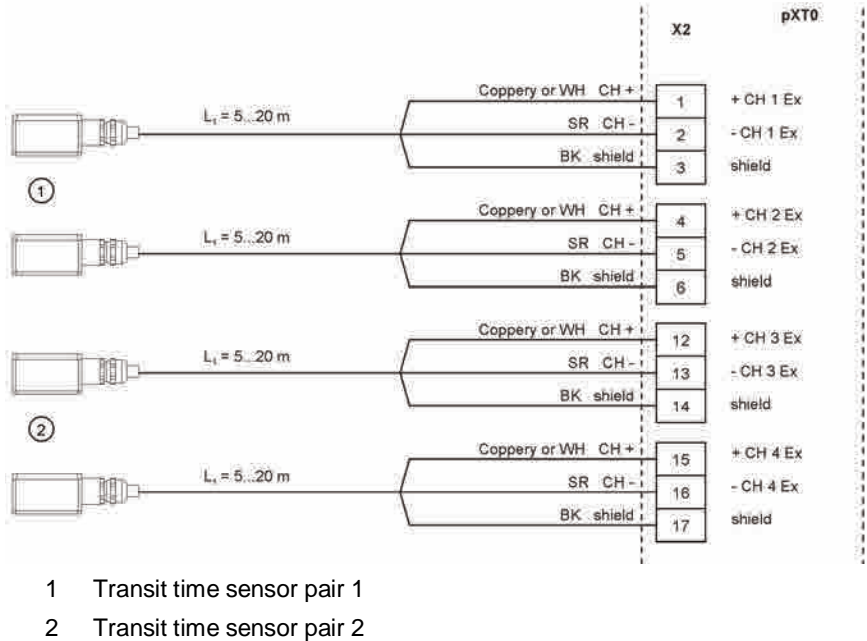 X2 pXT0
Coppery or WH CH + 1 + CH 1 Ex
L₁ = 5...20 m SR CH - 2 - CH 1 Ex
BK shield 3 shield
1
Coppery or WH CH + 4 + CH 2 Ex
L₁ = 5...20 m SR CH - 5 - CH 2 Ex
BK shield 6 shield
Coppery or WH CH + 12 + CH 3 Ex
L₁ = 5...20 m SR CH - 13 - CH 3 Ex
BK shield 14 shield
2
Coppery or WH CH + 15 + CH 4 Ex
L₁ = 5...20 m SR CH - 16 - CH 4 Ex
BK shield 17 shield
1 Transit time sensor pair 1
2 Transit time sensor pair 2